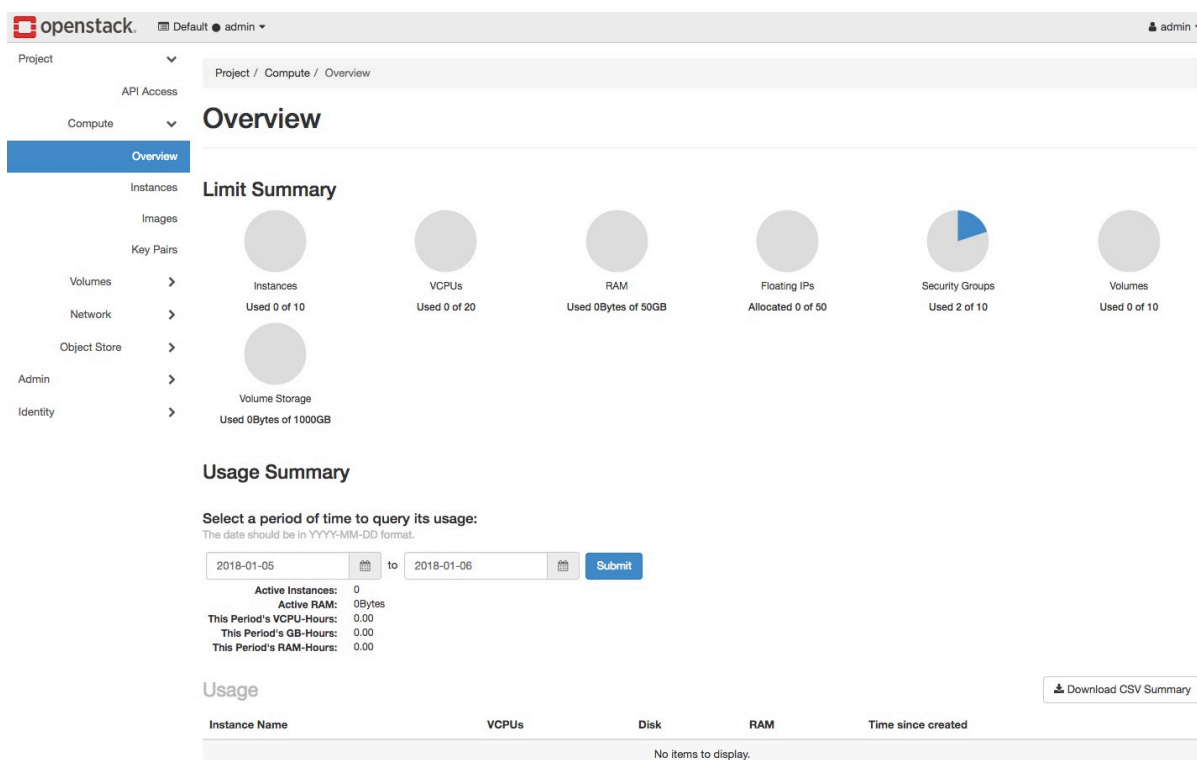 openstack. Default ● admin admin
Project
API Access
Compute
Overview
Instances
Images
Key Pairs
Volumes
Network
Object Store
Admin
Identity
Project / Compute / Overview
Overview
Limit Summary
Instances VCPUs RAM Floating IPs Security Groups Volumes
Used 0 of 10 Used 0 of 20 Used 0Bytes of 50GB Allocated 0 of 50 Used 2 of 10 Used 0 of 10
Volume Storage
Used 0Bytes of 1000GB
Usage Summary
Select a period of time to query its usage:
The date should be in YYYY-MM-DD format.
2018-01-05 to 2018-01-06 Submit
Active Instances: 0
Active RAM: 0Bytes
This Period's VCPU-Hours: 0.00
This Period's GB-Hours: 0.00
This Period's RAM-Hours: 0.00
Usage Download CSV Summary
Instance Name VCPUs Disk RAM Time since created
No items to display.